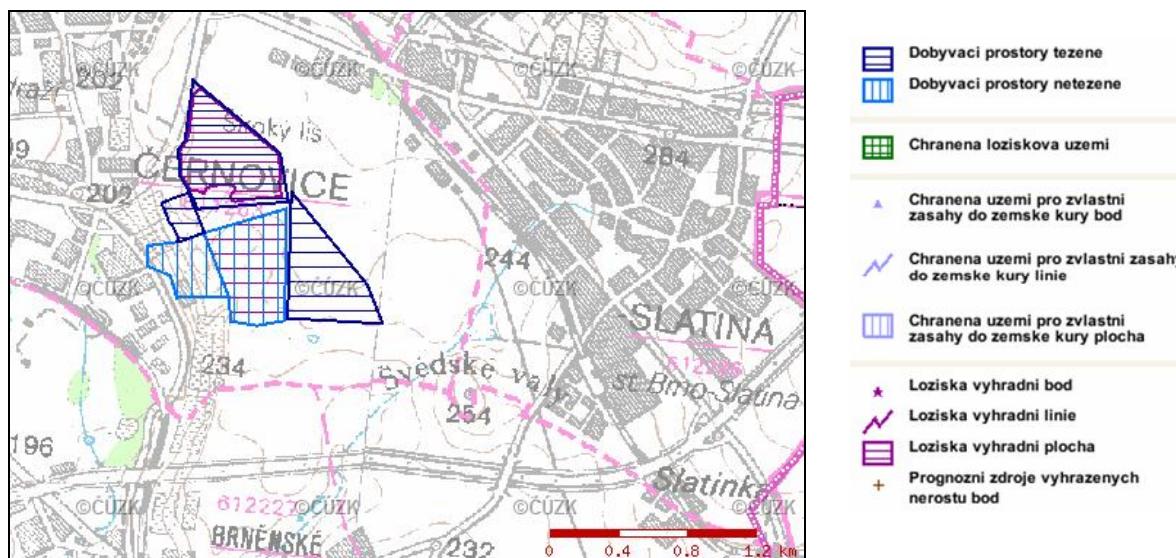 ©ČÚZK ©ČÚZK ©ČÚZK ©ČÚZK
202
99
Široký lis
ČERNOVICE
284
202
244
©ČÚZK ©ČÚZK ©ČÚZK
-SLATINA
612286
234
Švédské valy
st. Brno-Slatina
254
196
©ČÚZK ©ČÚZK ©ČÚZK ©ČÚZK
Slatinka
612227
BRNĚNSKÉ
232
0 0.4 0.8 1.2 km
Dobyvaci prostory tezene
Dobyvaci prostory netezene
Chranena loziskova uzemi
Chranena uzemi pro zvlastni
zasahy do zemske kury bod
Chranena uzemi pro zvlastni zasahy
do zemske kury linie
Chranena uzemi pro zvlastni
zasahy do zemske kury plocha
Loziska vyhradni bod
Loziska vyhradni linie
Loziska vyhradni plocha
Prognozni zdroje vyhrazenych
nerostu bod